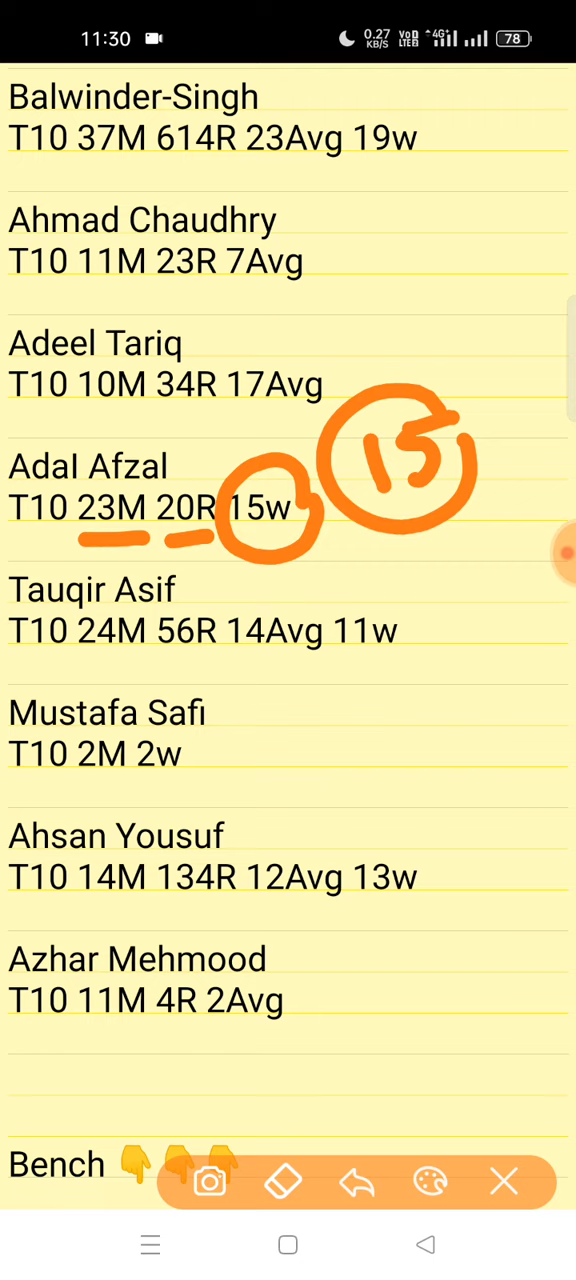 11:30 0.27 KB/S VoD LTE 4G+ 78
Balwinder-Singh
T10 37M 614R 23Avg 19w
Ahmad Chaudhry
T10 11M 23R 7Avg
Adeel Tariq
T10 10M 34R 17Avg
15
Adal Afzal
T10 23M 20R 15w
Tauqir Asif
T10 24M 56R 14Avg 11w
Mustafa Safi
T10 2M 2w
Ahsan Yousuf
T10 14M 134R 12Avg 13w
Azhar Mehmood
T10 11M 4R 2Avg
Bench 👇👇👇